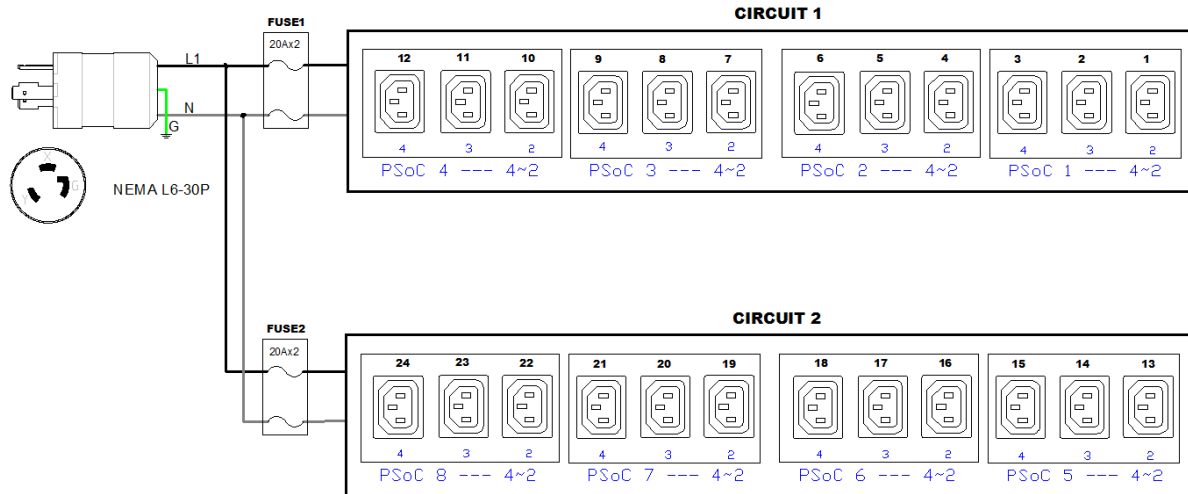 CIRCUIT 1
FUSE1
20Ax2
L1
N
G
12 11 10 9 8 7 6 5 4 3 2 1
4 3 2 4 3 2 4 3 2 4 3 2
PSoC 4 --- 4~2 PSoC 3 --- 4~2 PSoC 2 --- 4~2 PSoC 1 --- 4~2
X
G
Y
NEMA L6-30P
CIRCUIT 2
FUSE2
20Ax2
24 23 22 21 20 19 18 17 16 15 14 13
4 3 2 4 3 2 4 3 2 4 3 2
PSoC 8 --- 4~2 PSoC 7 --- 4~2 PSoC 6 --- 4~2 PSoC 5 --- 4~2